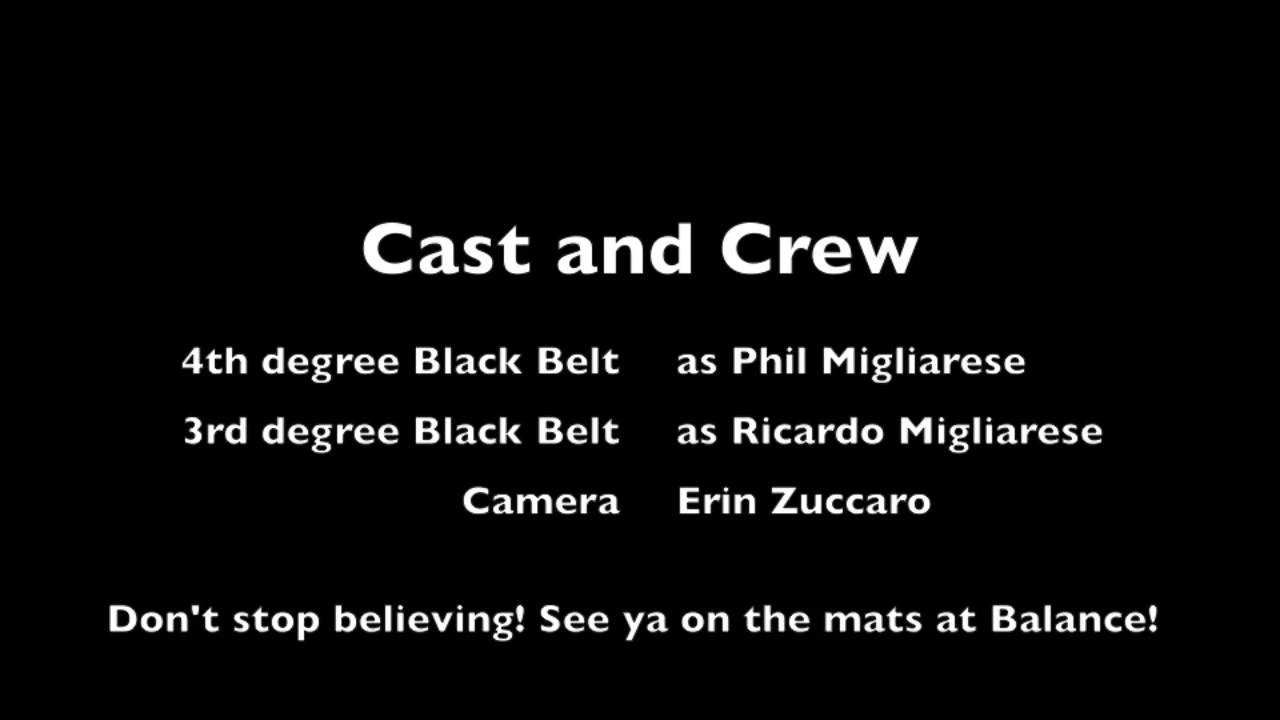 Cast and Crew
4th degree Black Belt as Phil Migliarese
3rd degree Black Belt as Ricardo Migliarese
Camera Erin Zuccaro
Don't stop believing! See ya on the mats at Balance!